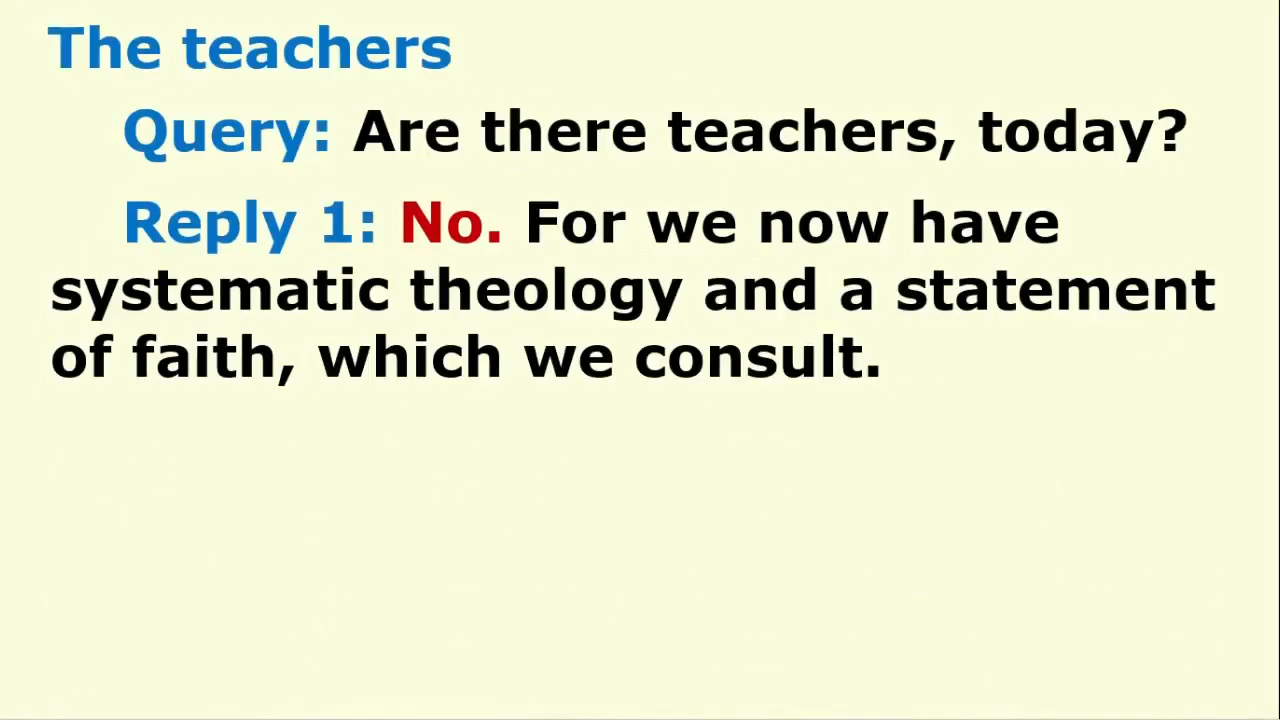 The teachers
Query: Are there teachers, today?
Reply 1: No. For we now have
systematic theology and a statement
of faith, which we consult.